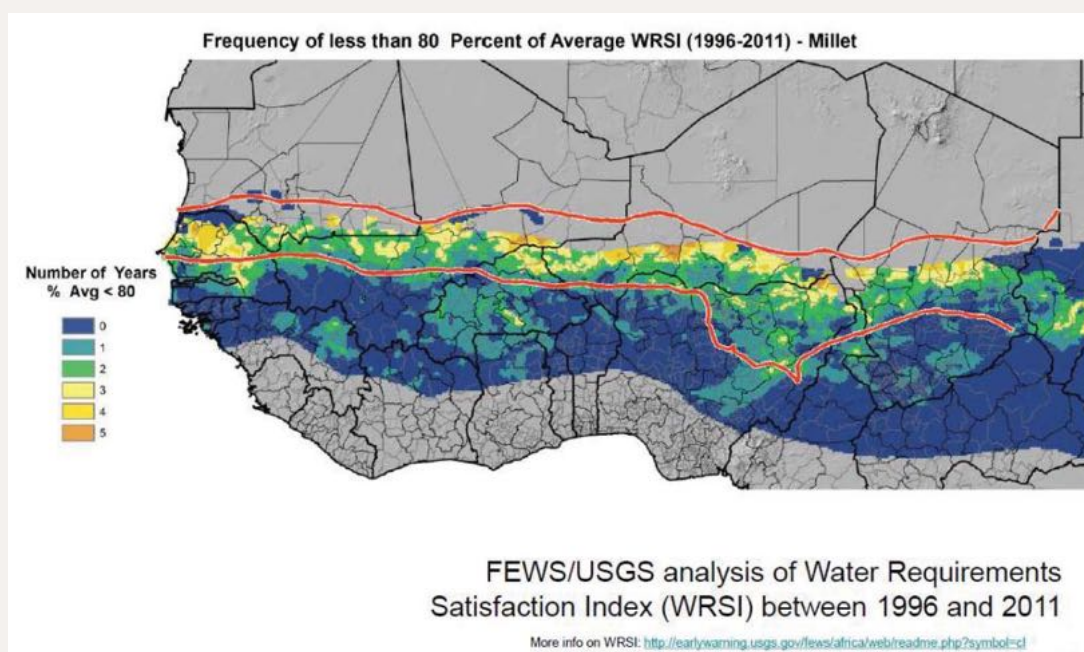 Frequency of less than 80 Percent of Average WRSI (1996-2011) - Millet
Number of Years
% Avg < 80
0
1
2
3
4
5
FEWS/USGS analysis of Water Requirements
Satisfaction Index (WRSI) between 1996 and 2011
More info on WRSI: http://earlywarning.usgs.gov/fews/africa/web/readme.php?symbol=cl